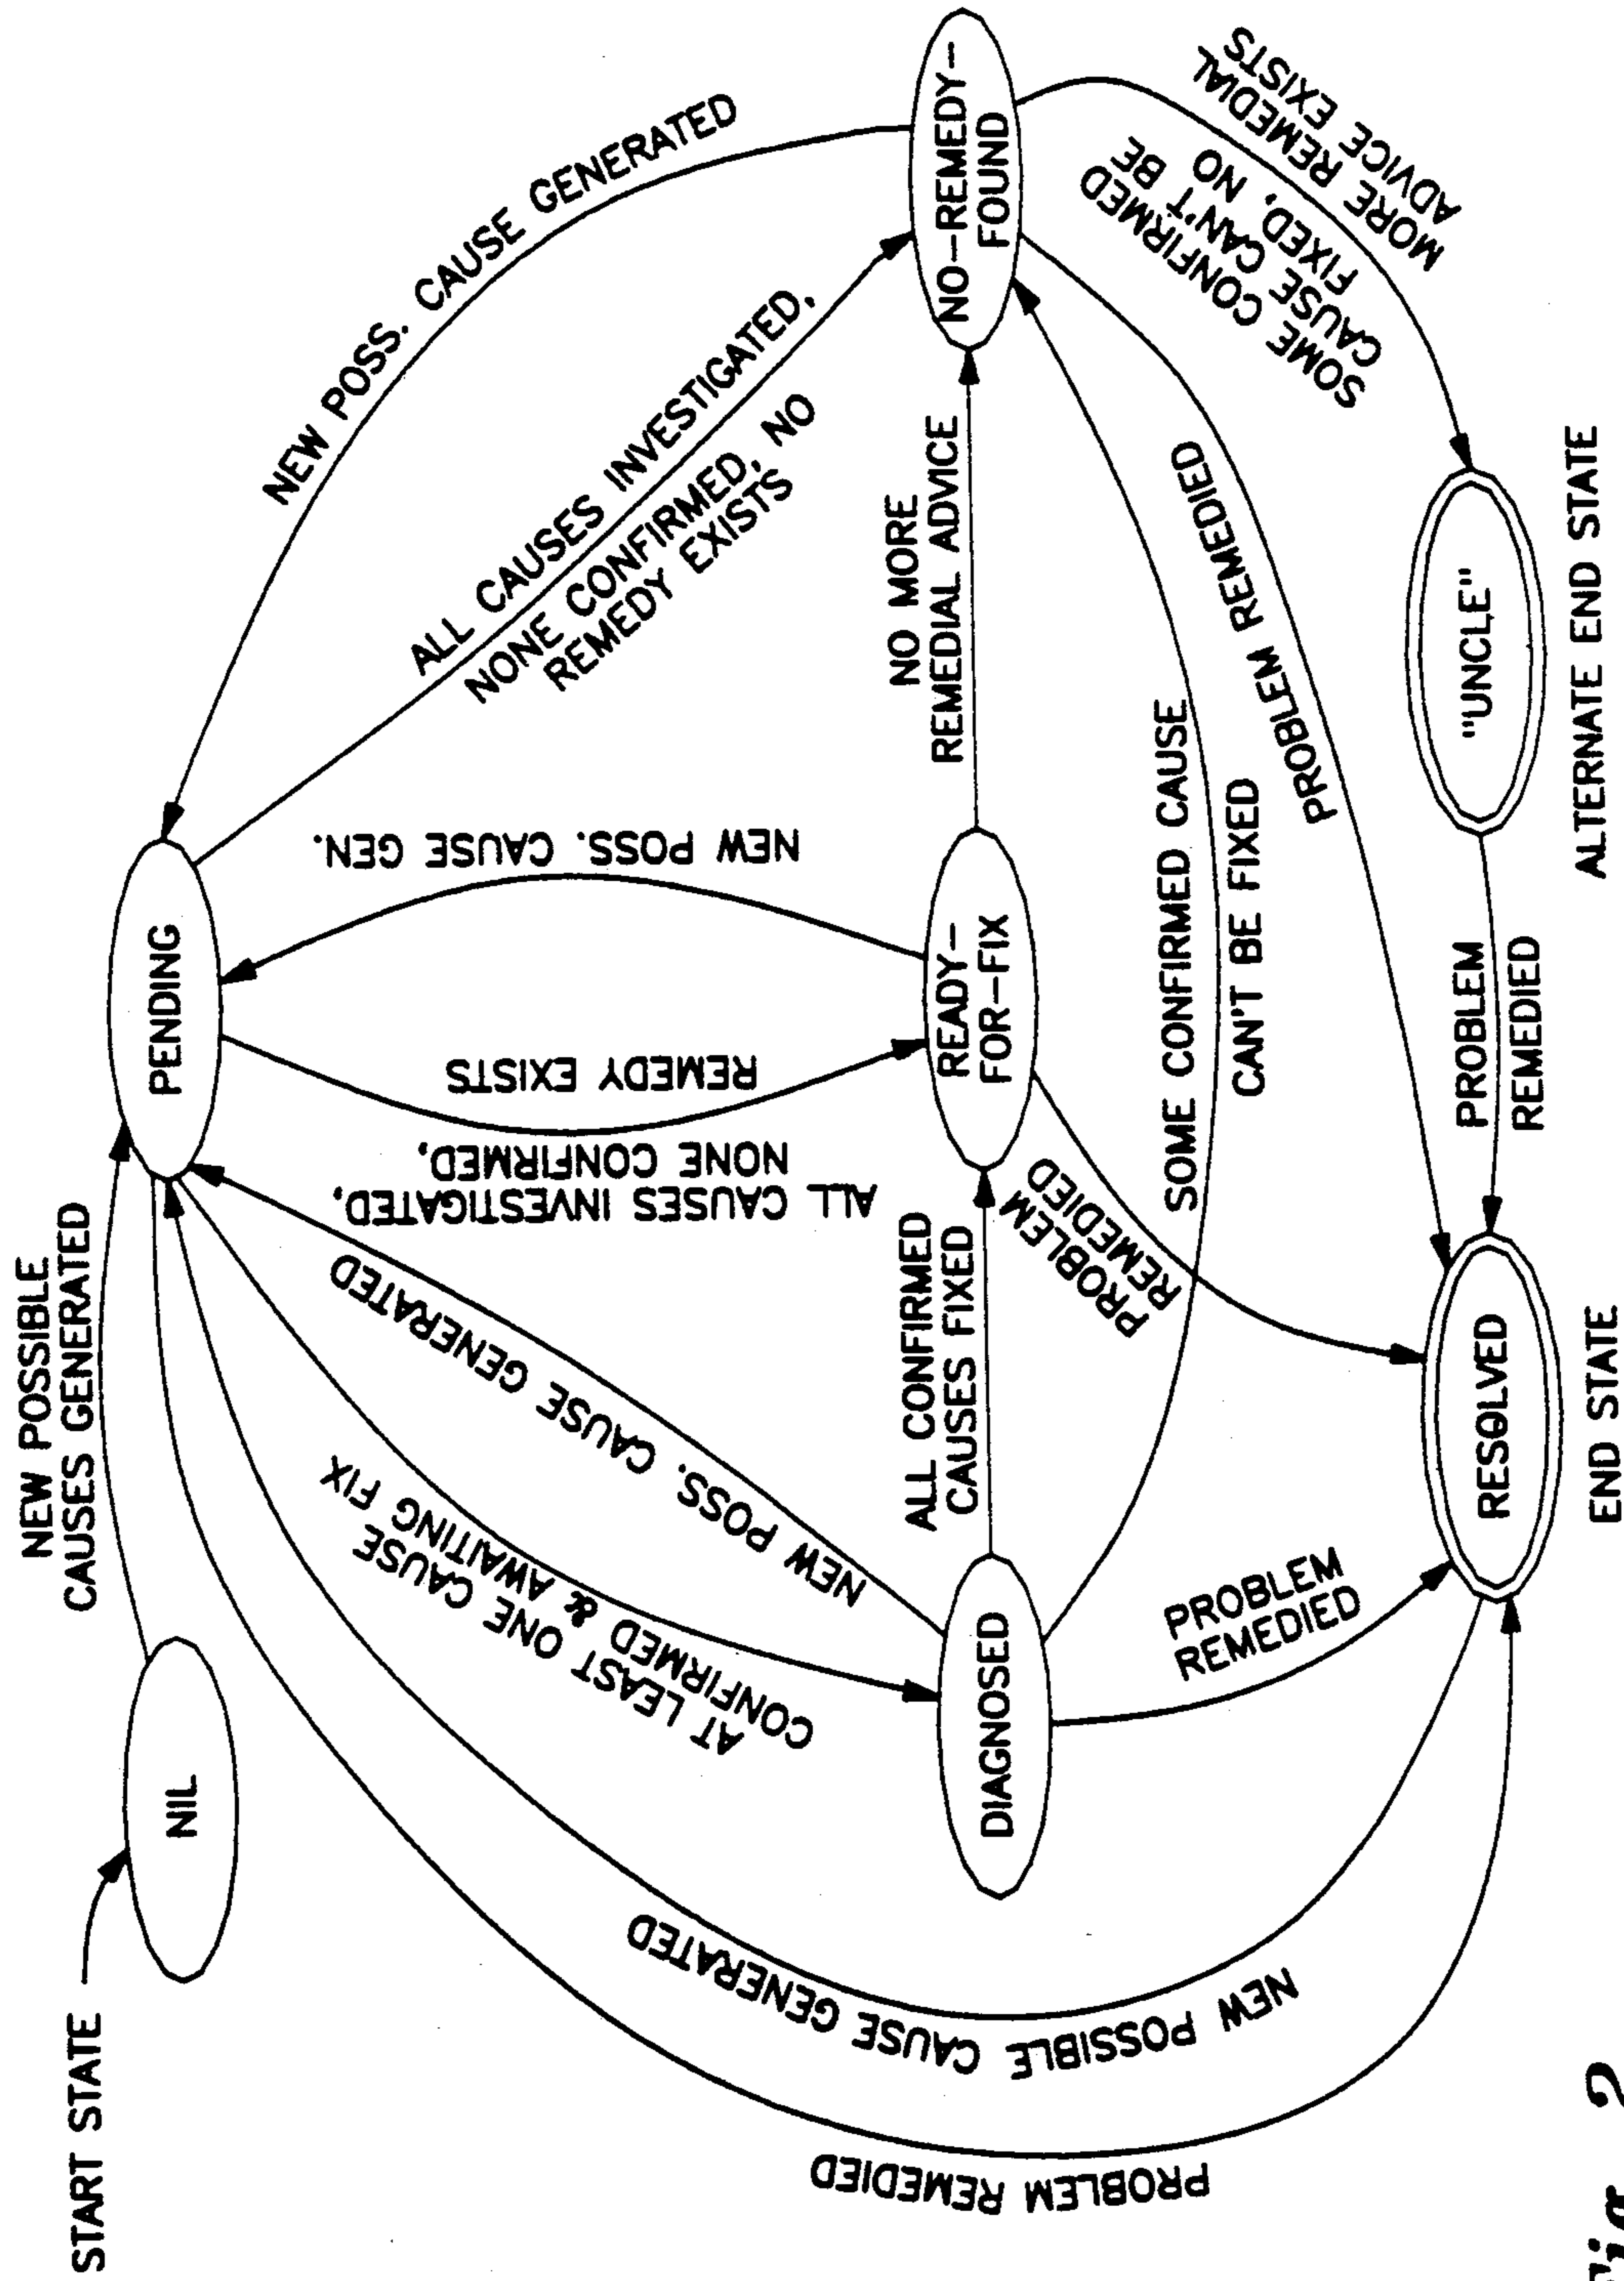 START STATE
NIL
NEW POSSIBLE
CAUSES GENERATED
PENDING
NEW POSS. CAUSE GENERATED
ALL CAUSES INVESTIGATED,
NONE CONFIRMED, NO
REMEDY EXISTS
NEW POSS. CAUSE GEN.
ALL CAUSES INVESTIGATED,
NONE CONFIRMED,
REMEDY EXISTS
NEW POSS. CAUSE GENERATED
AT LEAST ONE CAUSE
CONFIRMED & AWAITING FIX
NEW POSSIBLE CAUSE GENERATED
PROBLEM REMEDIED
DIAGNOSED
ALL CONFIRMED
CAUSES FIXED
READY-
FOR-FIX
NO MORE
REMEDIAL ADVICE
NO-REMEDY-
FOUND
PROBLEM
REMEDIED
PROBLEM
REMEDIED
SOME CONFIRMED CAUSE
CAN'T BE FIXED
PROBLEM REMEDIED
SOME CONFIRMED
CAUSE CAN'T BE
FIXED, NO
MORE REMEDIAL
ADVICE EXISTS
RESOLVED
END STATE
PROBLEM
REMEDIED
"UNCLE"
ALTERNATE END STATE
Fig. 2